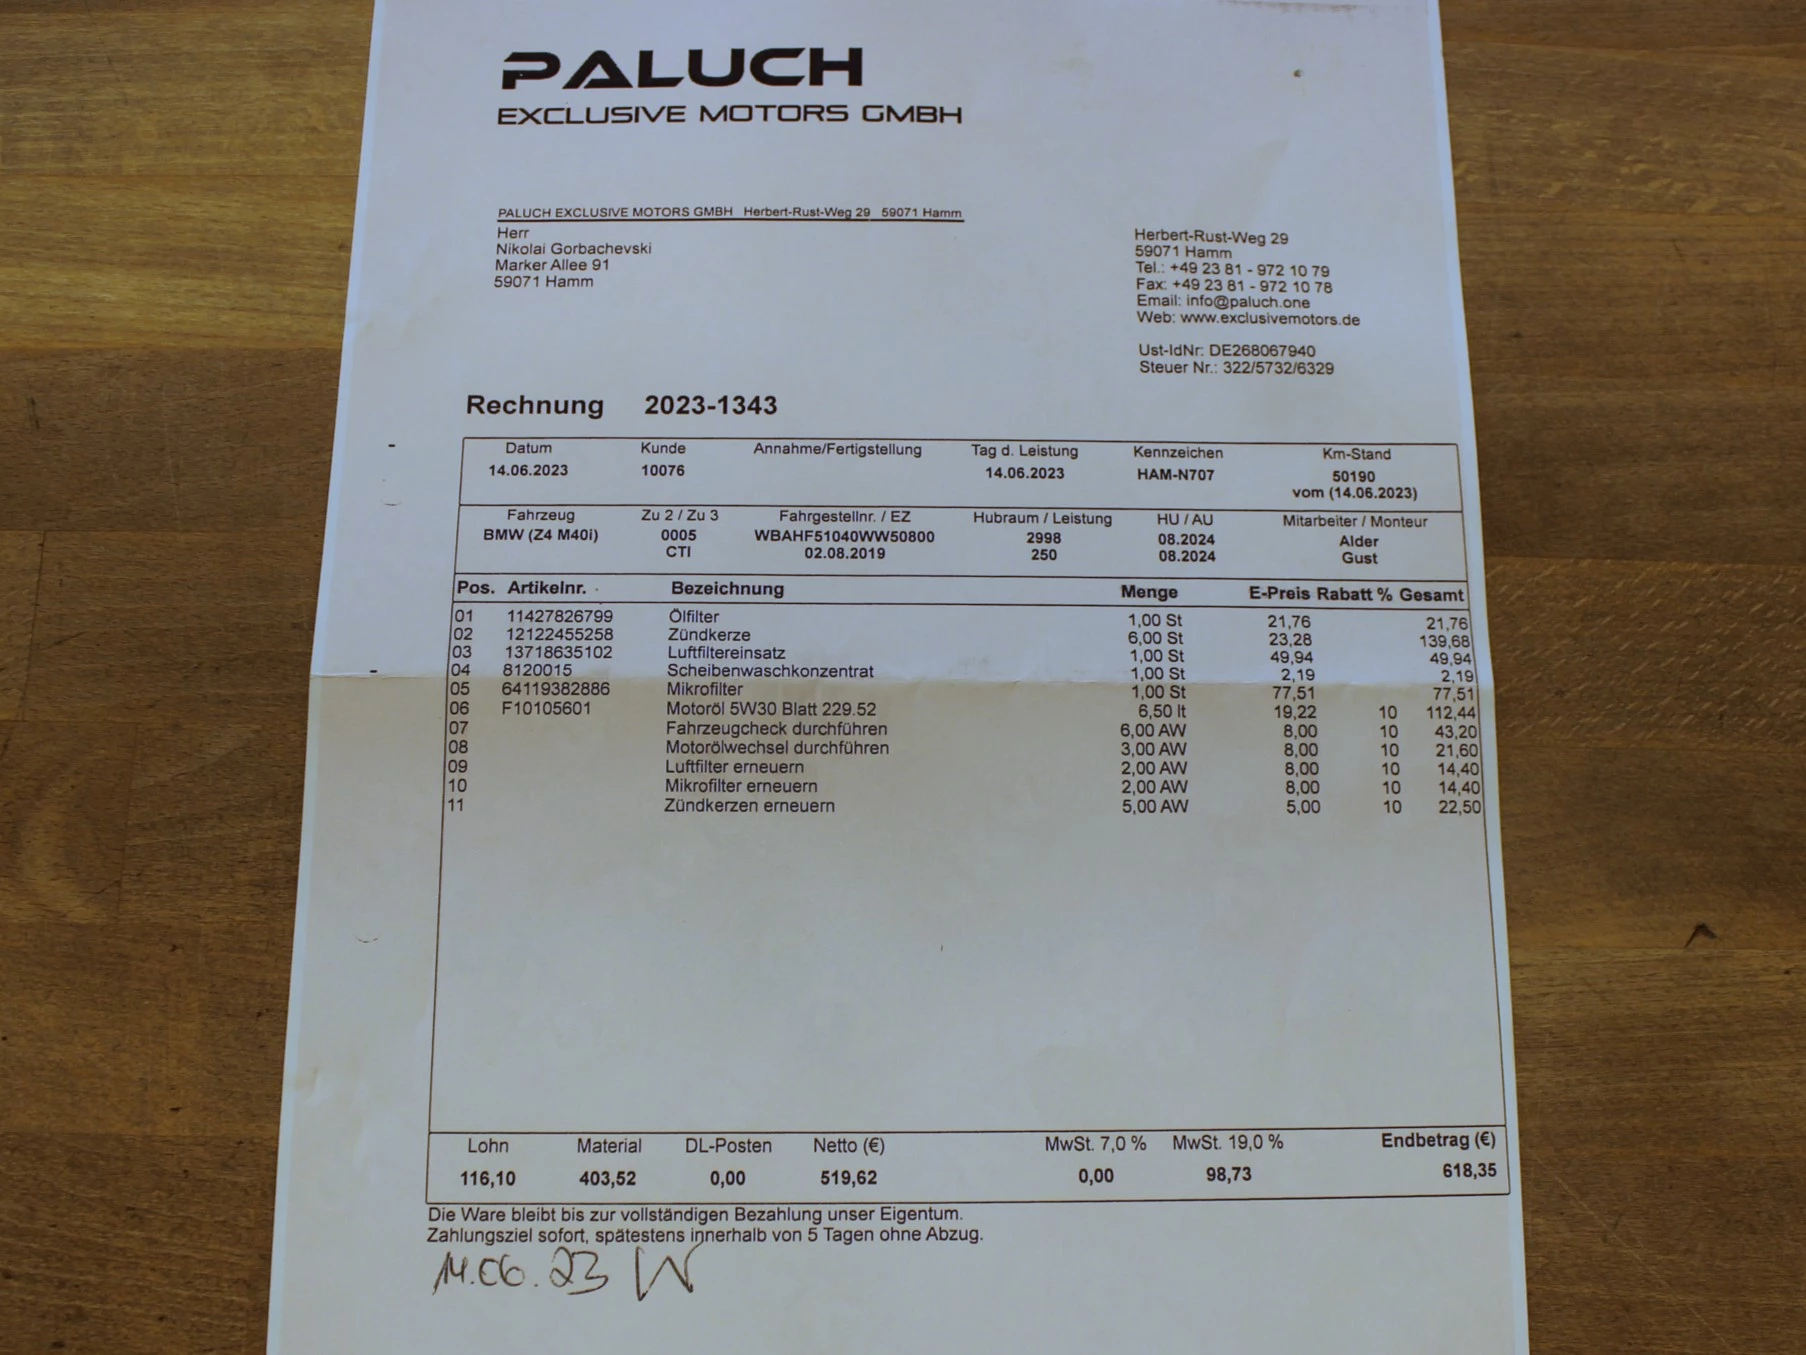 PALUCH
EXCLUSIVE MOTORS GMBH
PALUCH EXCLUSIVE MOTORS GMBH Herbert-Rust-Weg 29 59071 Hamm
Herr
Nikolai Gorbachevski
Marker Allee 91
59071 Hamm
Herbert-Rust-Weg 29
59071 Hamm
Tel.: +49 23 81 - 972 10 79
Fax: +49 23 81 - 972 10 78
Email: info@paluch.one
Web: www.exclusivemotors.de
Ust-IdNr: DE268067940
Steuer Nr.: 322/5732/6329
Rechnung 2023-1343
Datum Kunde Annahme/Fertigstellung Tag d. Leistung Kennzeichen Km-Stand
14.06.2023 10076 14.06.2023 HAM-N707 50190
vom (14.06.2023)
Fahrzeug Zu 2 / Zu 3 Fahrgestellnr. / EZ Hubraum / Leistung HU / AU Mitarbeiter / Monteur
BMW (Z4 M40i) 0005 WBAHF51040WW50800 2998 08.2024 Alder
CTI 02.08.2019 250 08.2024 Gust
Pos. Artikelnr. Bezeichnung Menge E-Preis Rabatt % Gesamt
01 11427826799 Ölfilter 1,00 St 21,76 21,76
02 12122455258 Zündkerze 6,00 St 23,28 139,68
03 13718635102 Luftfiltereinsatz 1,00 St 49,94 49,94
04 8120015 Scheibenwaschkonzentrat 1,00 St 2,19 2,19
05 64119382886 Mikrofilter 1,00 St 77,51 77,51
06 F10105601 Motoröl 5W30 Blatt 229.52 6,50 lt 19,22 10 112,44
07 Fahrzeugcheck durchführen 6,00 AW 8,00 10 43,20
08 Motorölwechsel durchführen 3,00 AW 8,00 10 21,60
09 Luftfilter erneuern 2,00 AW 8,00 10 14,40
10 Mikrofilter erneuern 2,00 AW 8,00 10 14,40
11 Zündkerzen erneuern 5,00 AW 5,00 10 22,50
Lohn Material DL-Posten Netto (€) MwSt. 7,0 % MwSt. 19,0 % Endbetrag (€)
116,10 403,52 0,00 519,62 0,00 98,73 618,35
Die Ware bleibt bis zur vollständigen Bezahlung unser Eigentum.
Zahlungsziel sofort, spätestens innerhalb von 5 Tagen ohne Abzug.
14.06.23